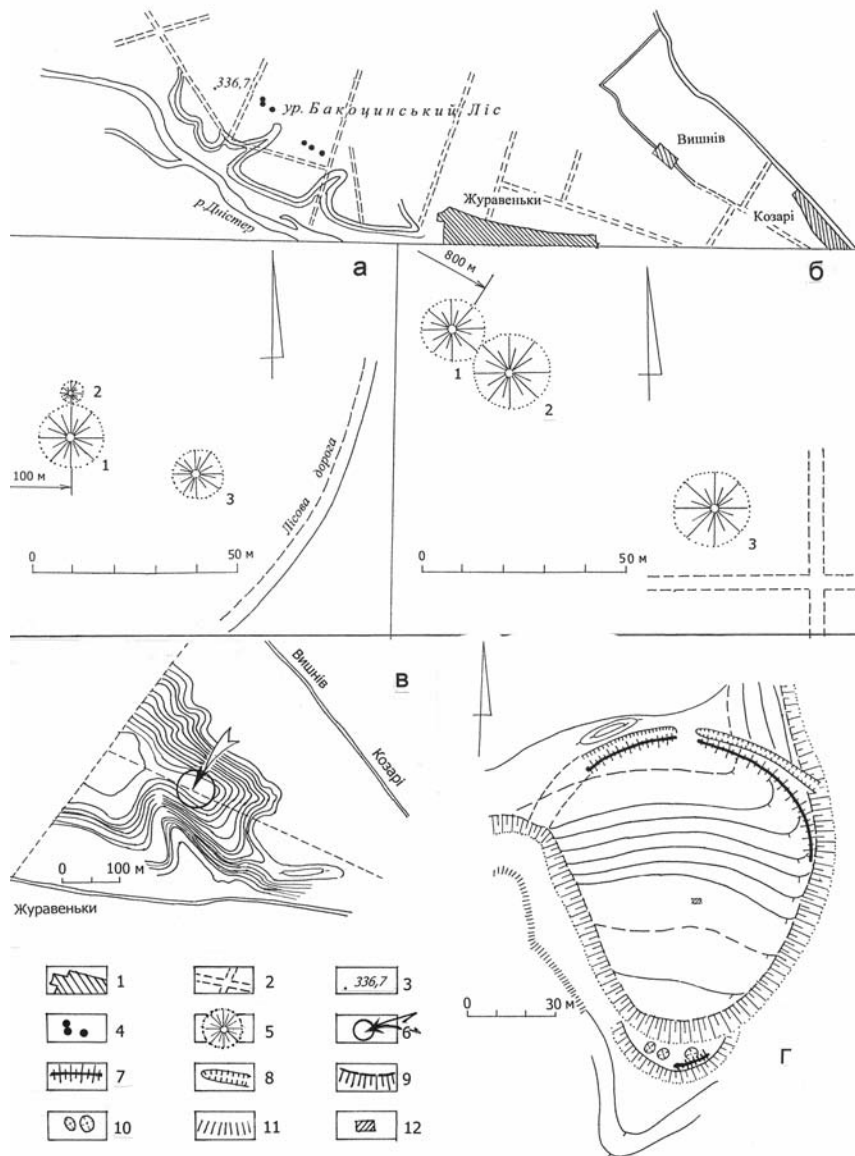 336,7
ур. Бакоцинський Ліс
Вишнів
Журавеньки
р. Дністер
Козарі
а
б
800 м
1
2
2
1
100 м
3
Лісова дорога
3
0 50 м
0 50 м
Вишнів
в
Козарі
0 100 м
Журавеньки
0 30 м
Г
1
2
336,7
3
4
5
6
7
8
9
10
11
12